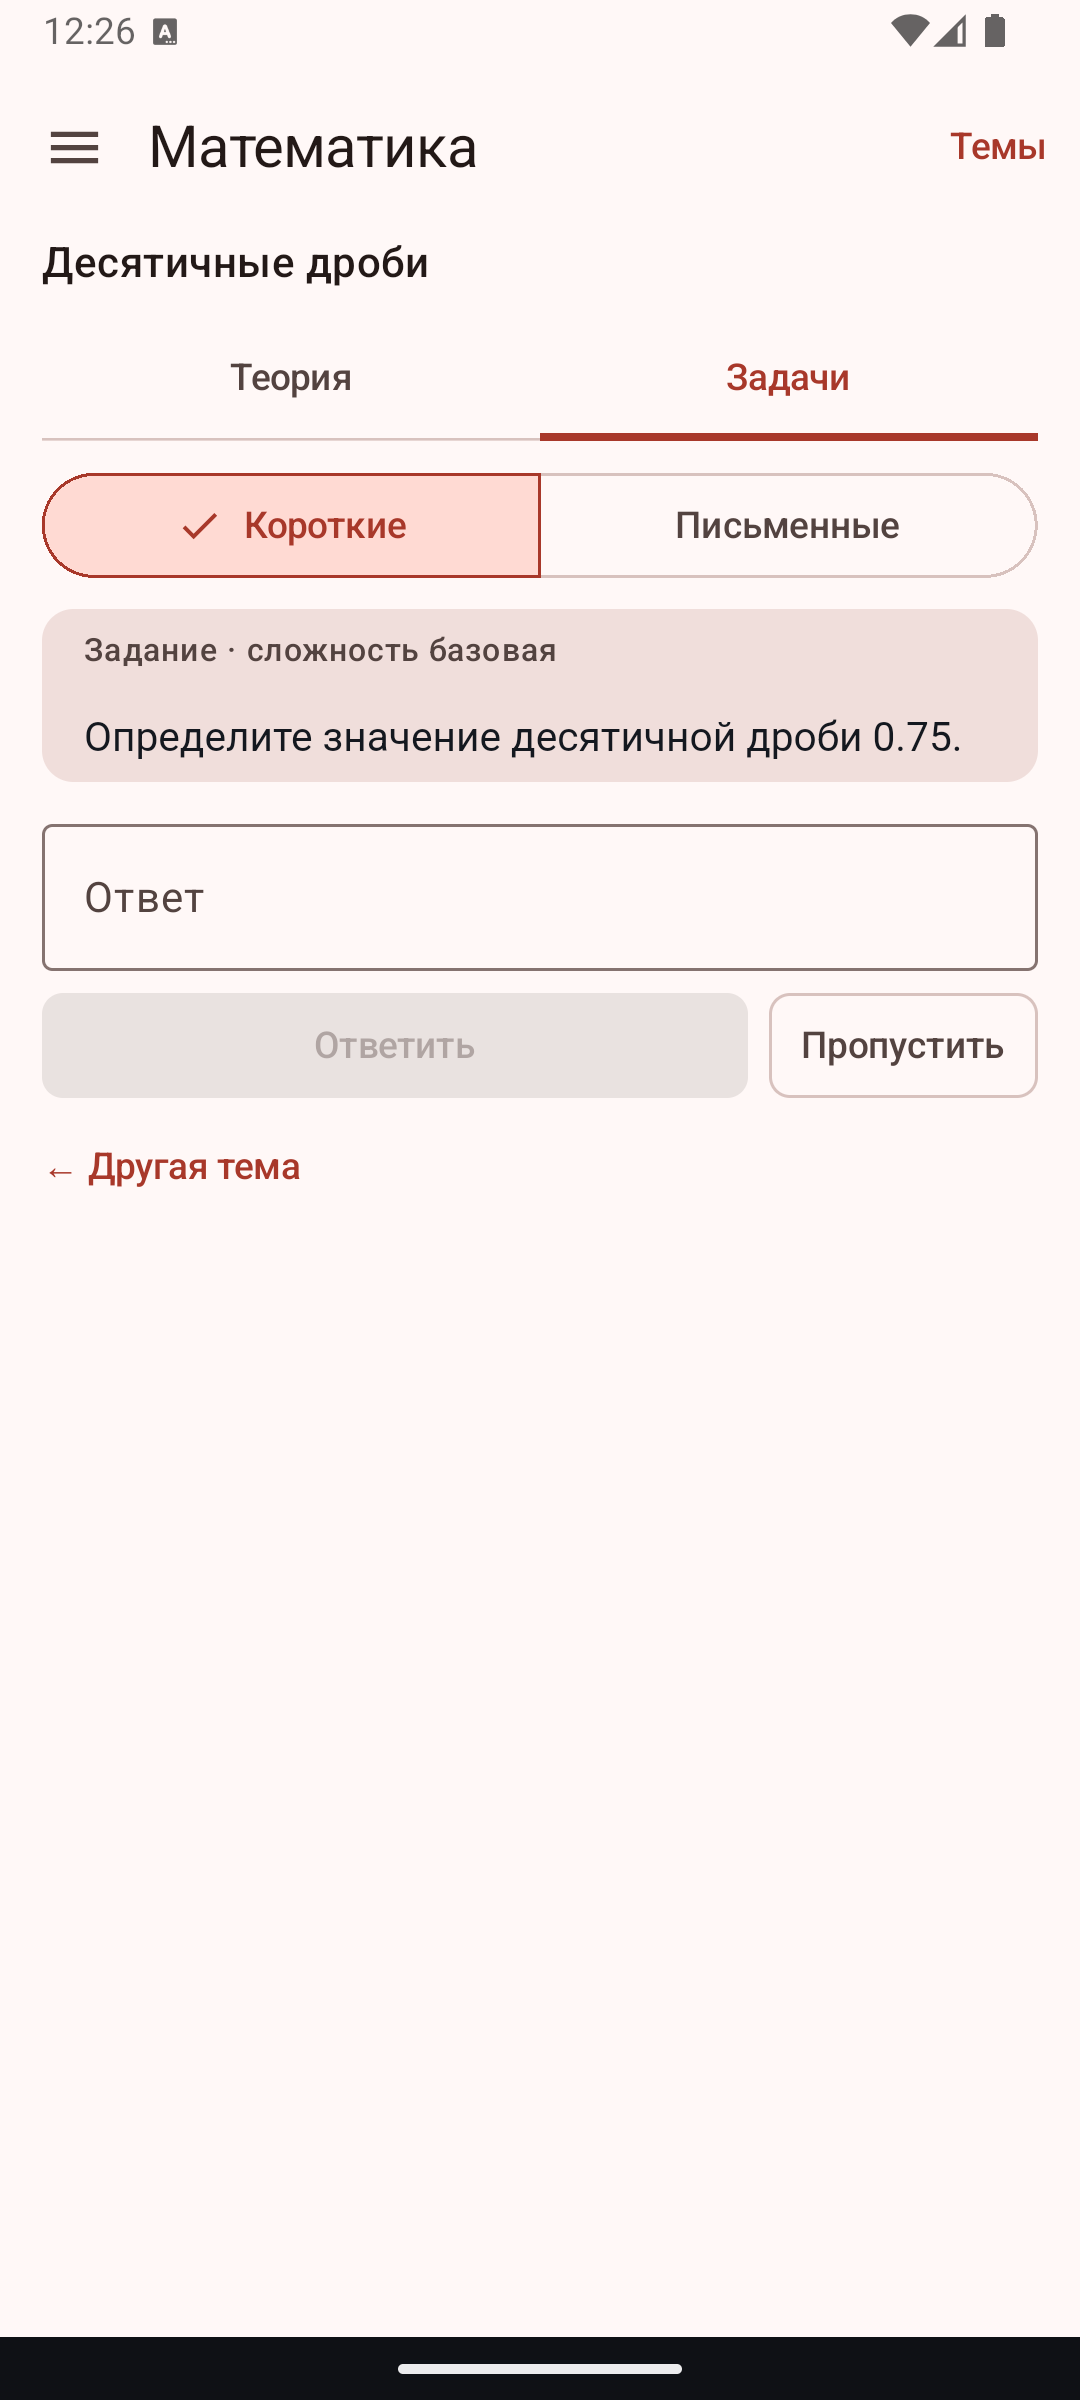 12:26
Математика
Темы
Десятичные дроби
Теория
Задачи
Короткие
Письменные
Задание · сложность базовая
Определите значение десятичной дроби 0.75.
Ответ
Ответить
Пропустить
← Другая тема